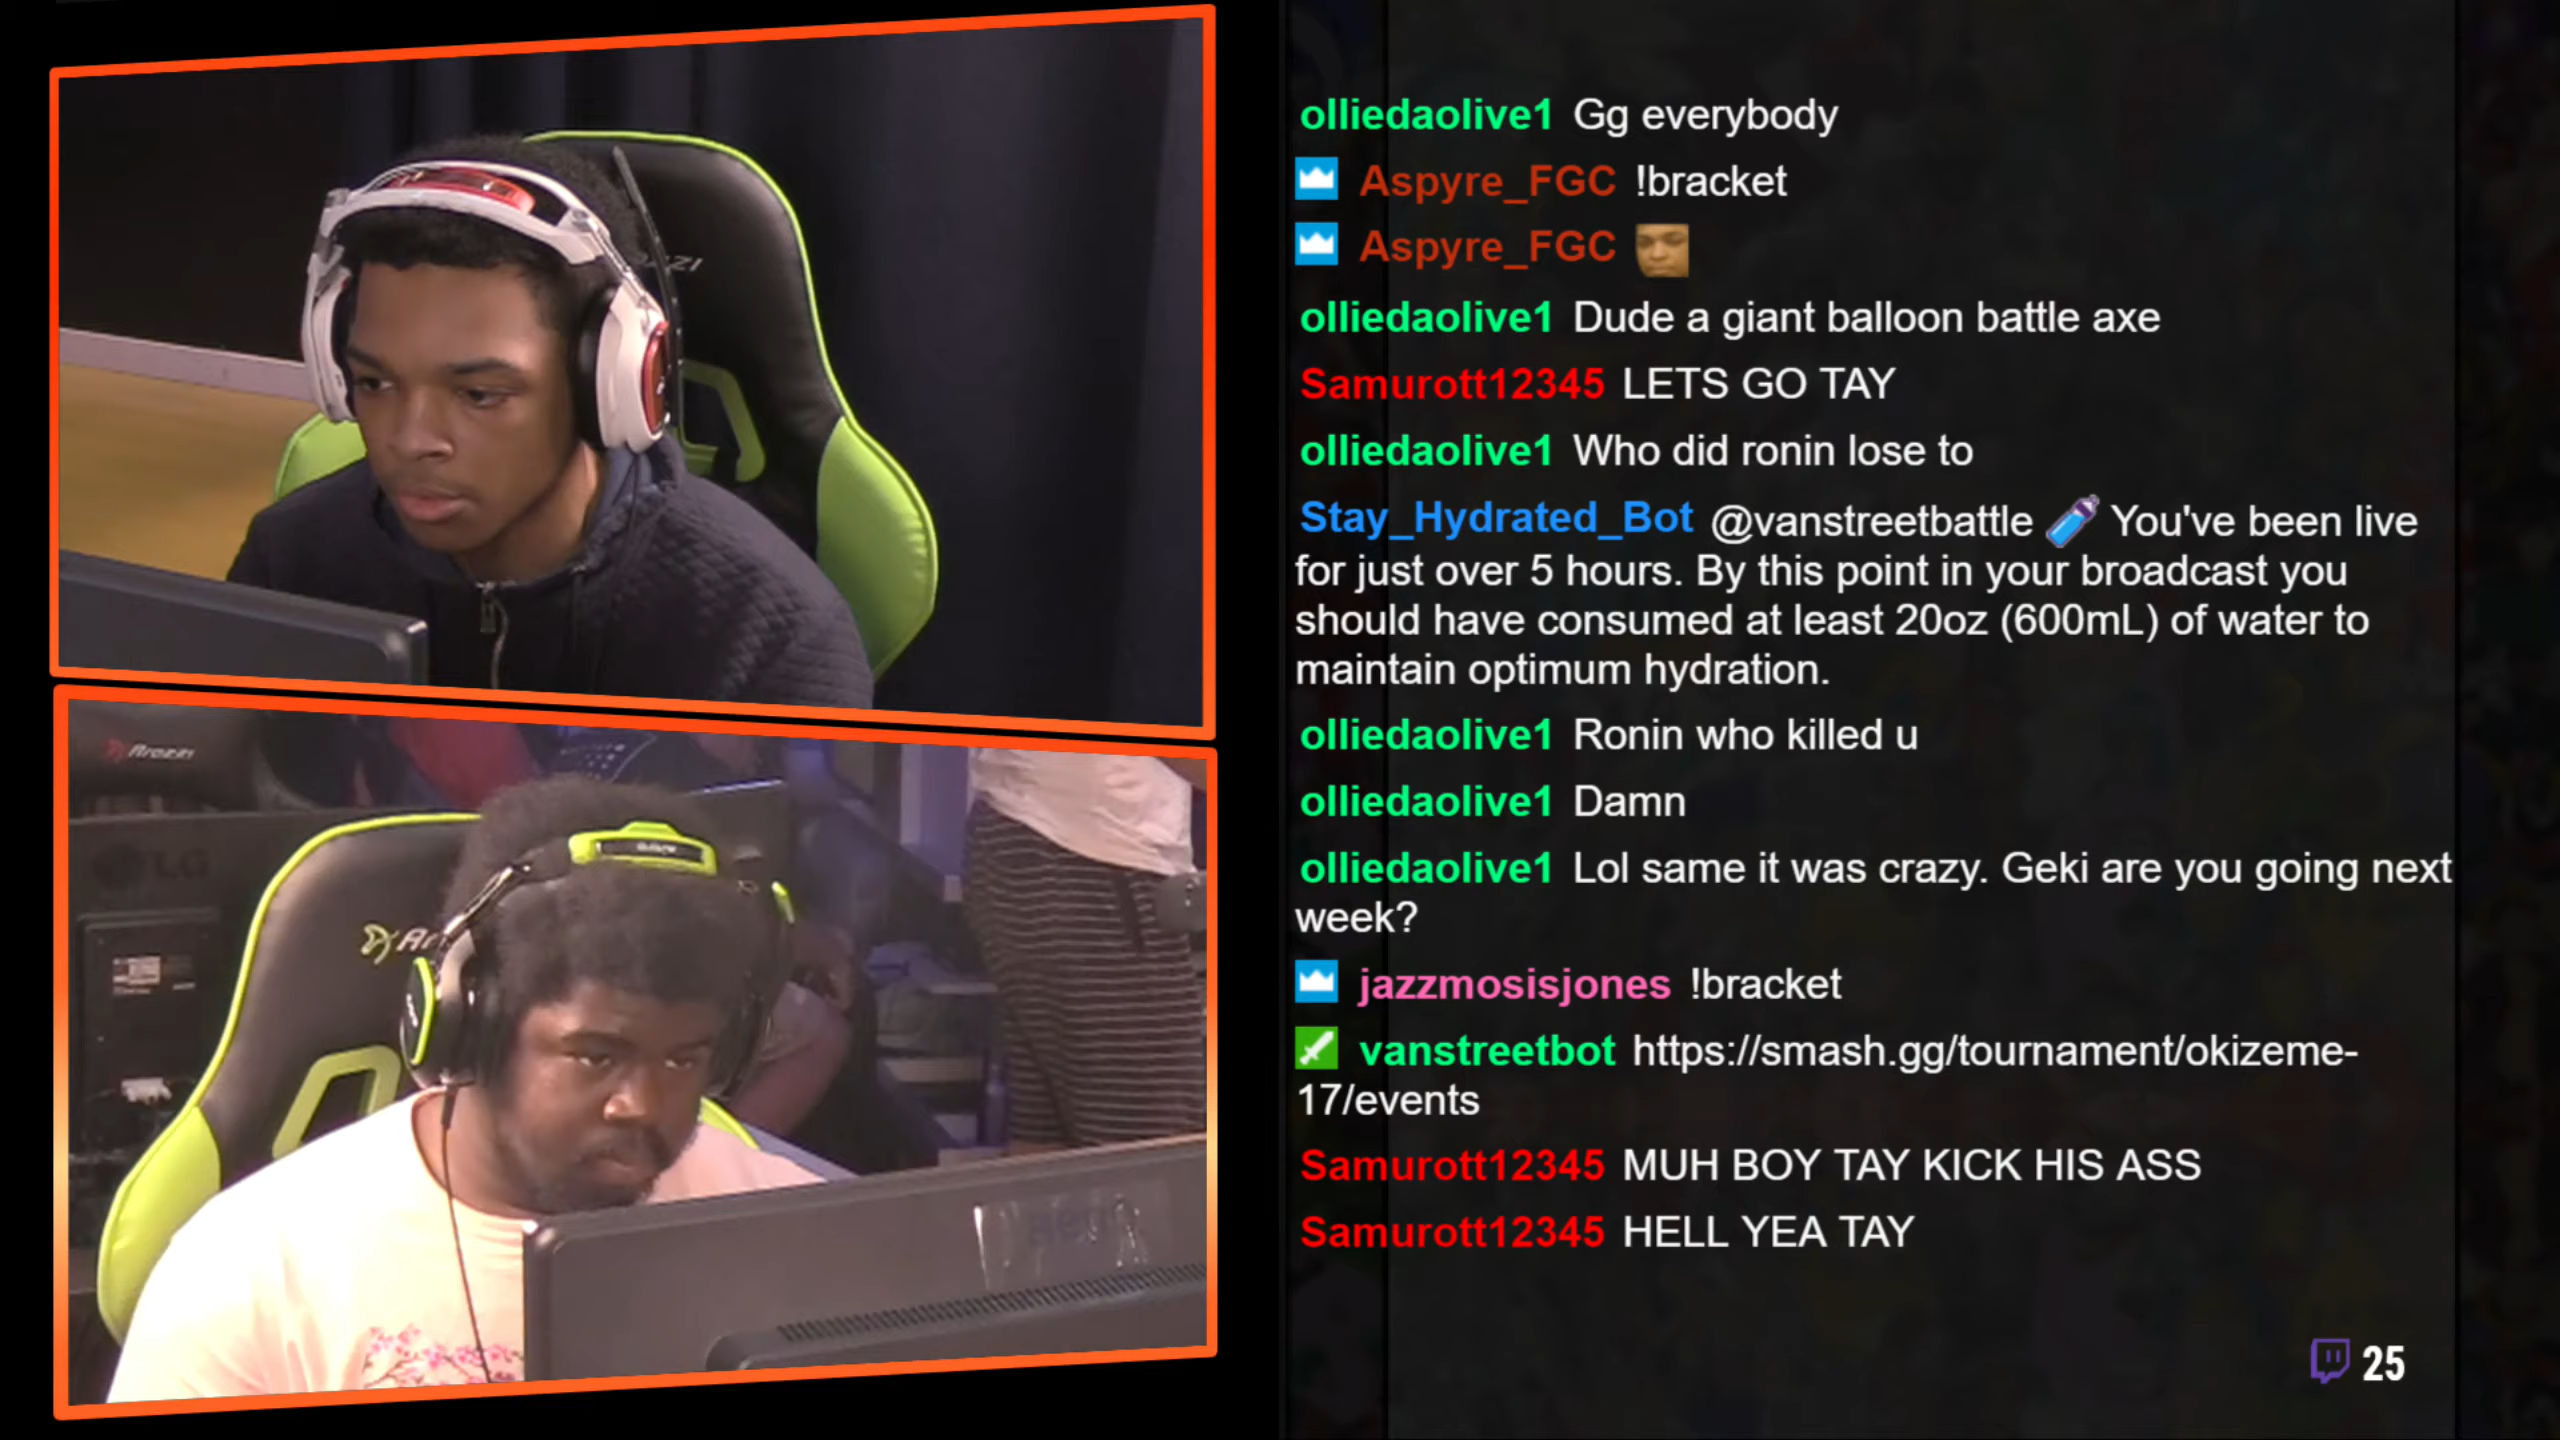 olliedaolive1 Gg everybody
Aspyre_FGC !bracket
Aspyre_FGC
olliedaolive1 Dude a giant balloon battle axe
Samurott12345 LETS GO TAY
olliedaolive1 Who did ronin lose to
Stay_Hydrated_Bot @vanstreetbattle You've been live
for just over 5 hours. By this point in your broadcast you
should have consumed at least 20oz (600mL) of water to
maintain optimum hydration.
olliedaolive1 Ronin who killed u
olliedaolive1 Damn
olliedaolive1 Lol same it was crazy. Geki are you going next
week?
jazzmosisjones !bracket
vanstreetbot https://smash.gg/tournament/okizeme-
17/events
Samurott12345 MUH BOY TAY KICK HIS ASS
Samurott12345 HELL YEA TAY
25
Arozzi
LG